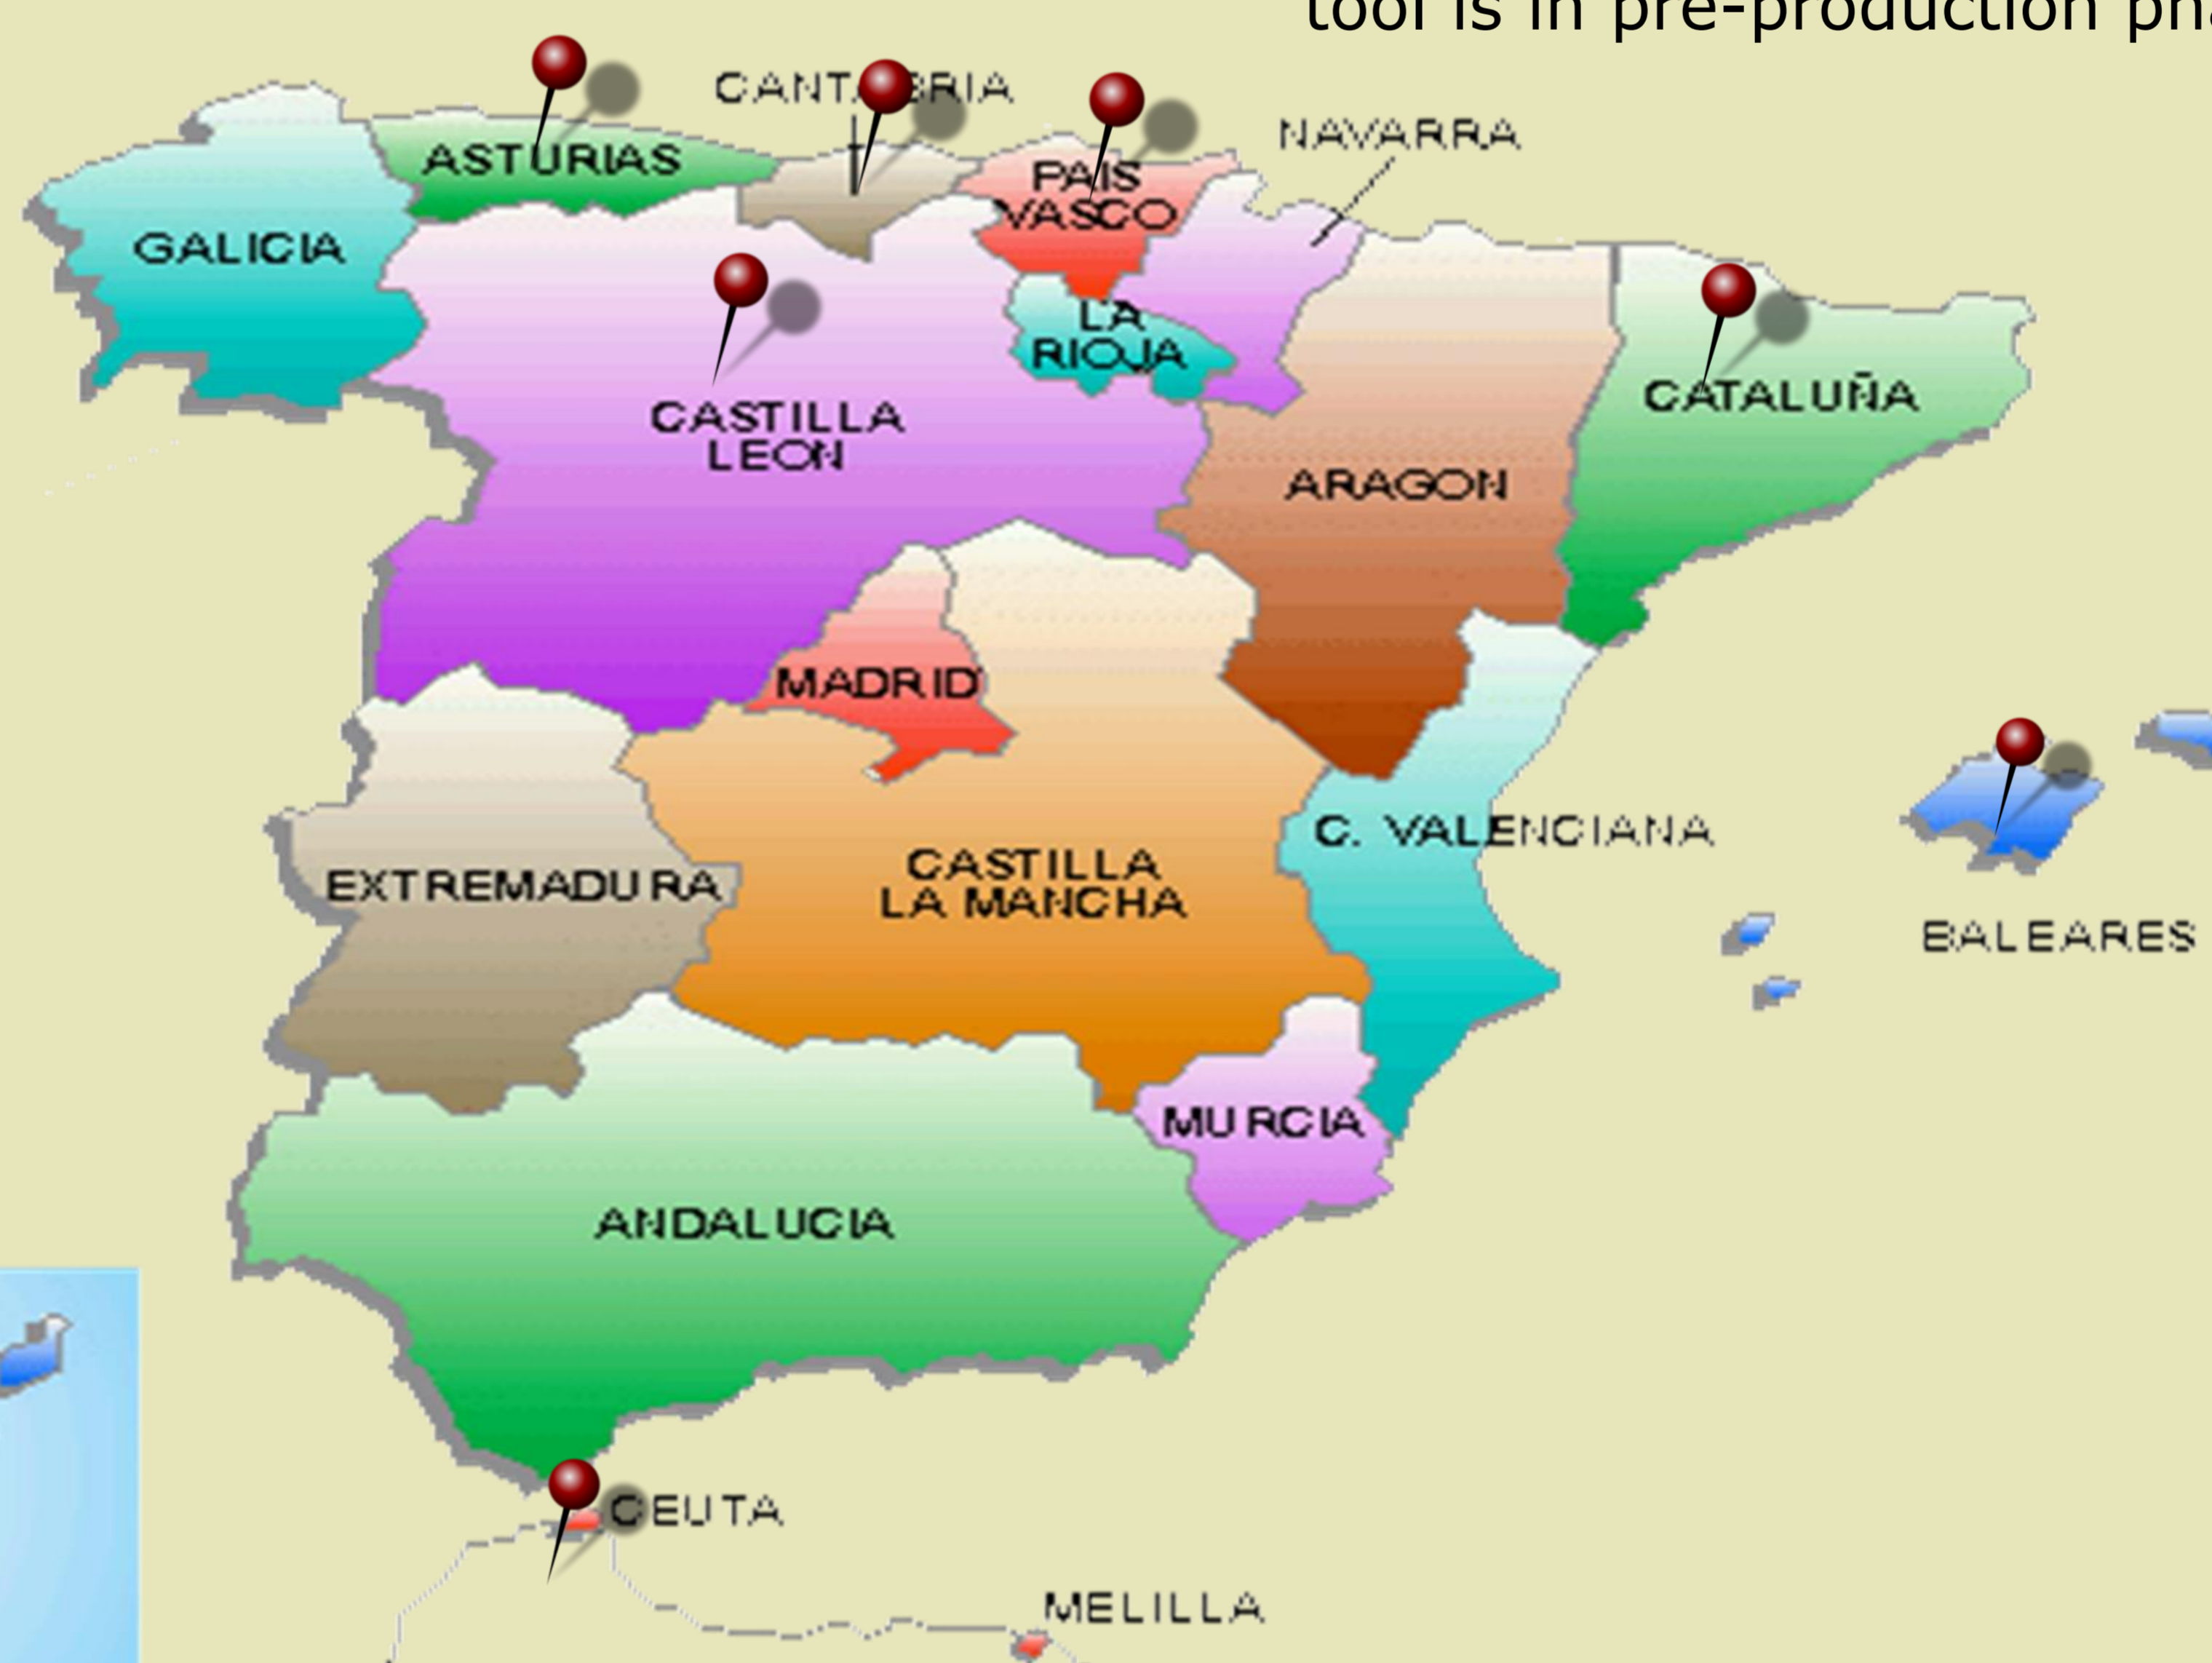 tool is in pre-production
CANTABRIA
NAVARRA
ASTURIAS
PAIS
VASCO
GALICIA
LA
RIOJA
CASTILLA
LEON
CATALUÑA
ARAGON
MADRID
C. VALENCIANA
CASTILLA
LA MANCHA
EXTREMADURA
BALEARES
MURCIA
ANDALUCIA
CEUTA
MELILLA